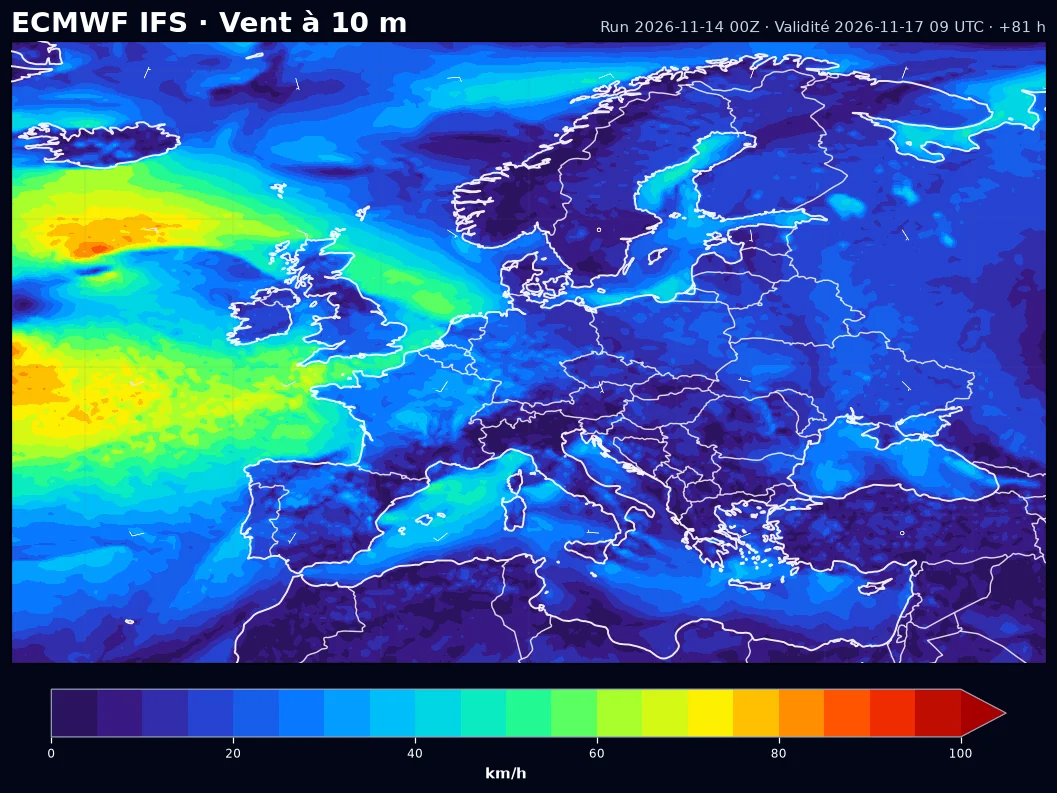 ECMWF IFS · Vent à 10 m
Run 2026-11-14 00Z · Validité 2026-11-17 09 UTC · +81 h
0 20 40 60 80 100
km/h